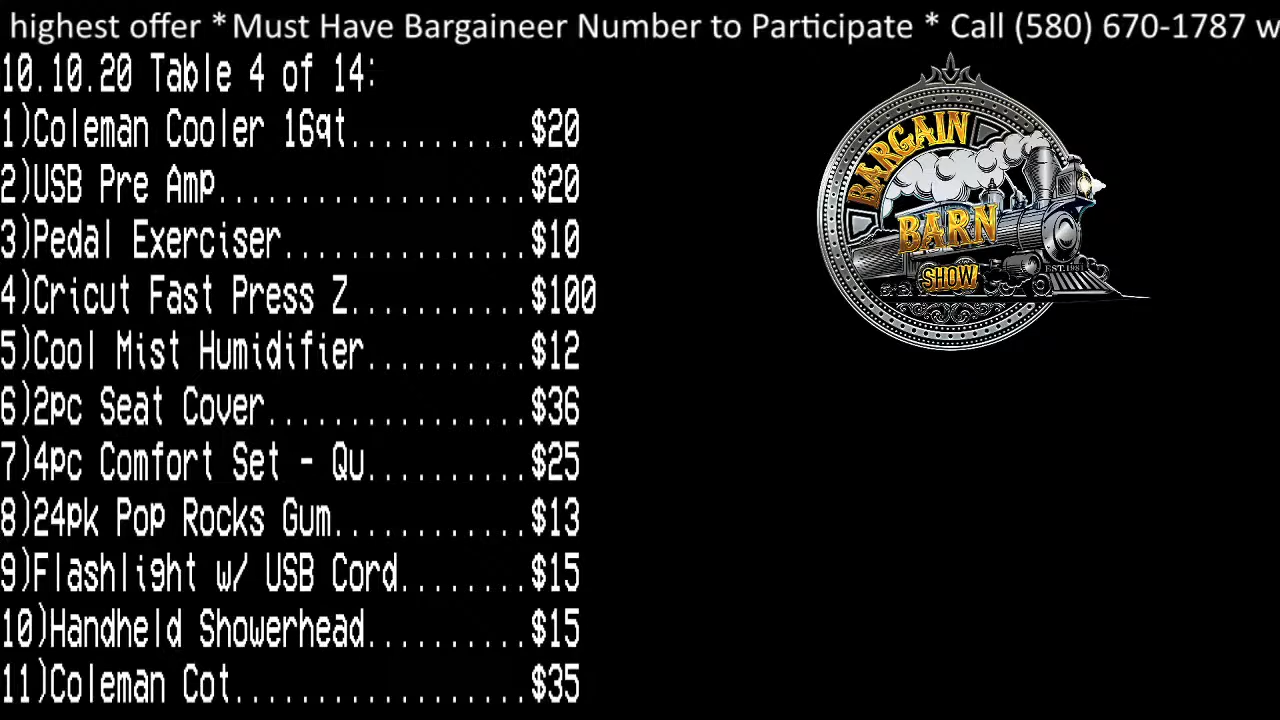 highest offer * Must Have Bargaineer Number to Participate * Call (580) 670-1787 w
10.10.20 Table 4 of 14:
1)Coleman Cooler 16qt...........$20
2)USB Pre Amp...................$20
3)Pedal Exerciser...............$10
4)Cricut Fast Press Z...........$100
5)Cool Mist Humidifier..........$12
6)2pc Seat Cover................$36
7)4pc Comfort Set - Qu..........$25
8)24pk Pop Rocks Gum............$13
9)Flashlight w/ USB Cord........$15
10)Handheld Showerhead..........$15
11)Coleman Cot..................$35
BARGAIN
BARN
SHOW